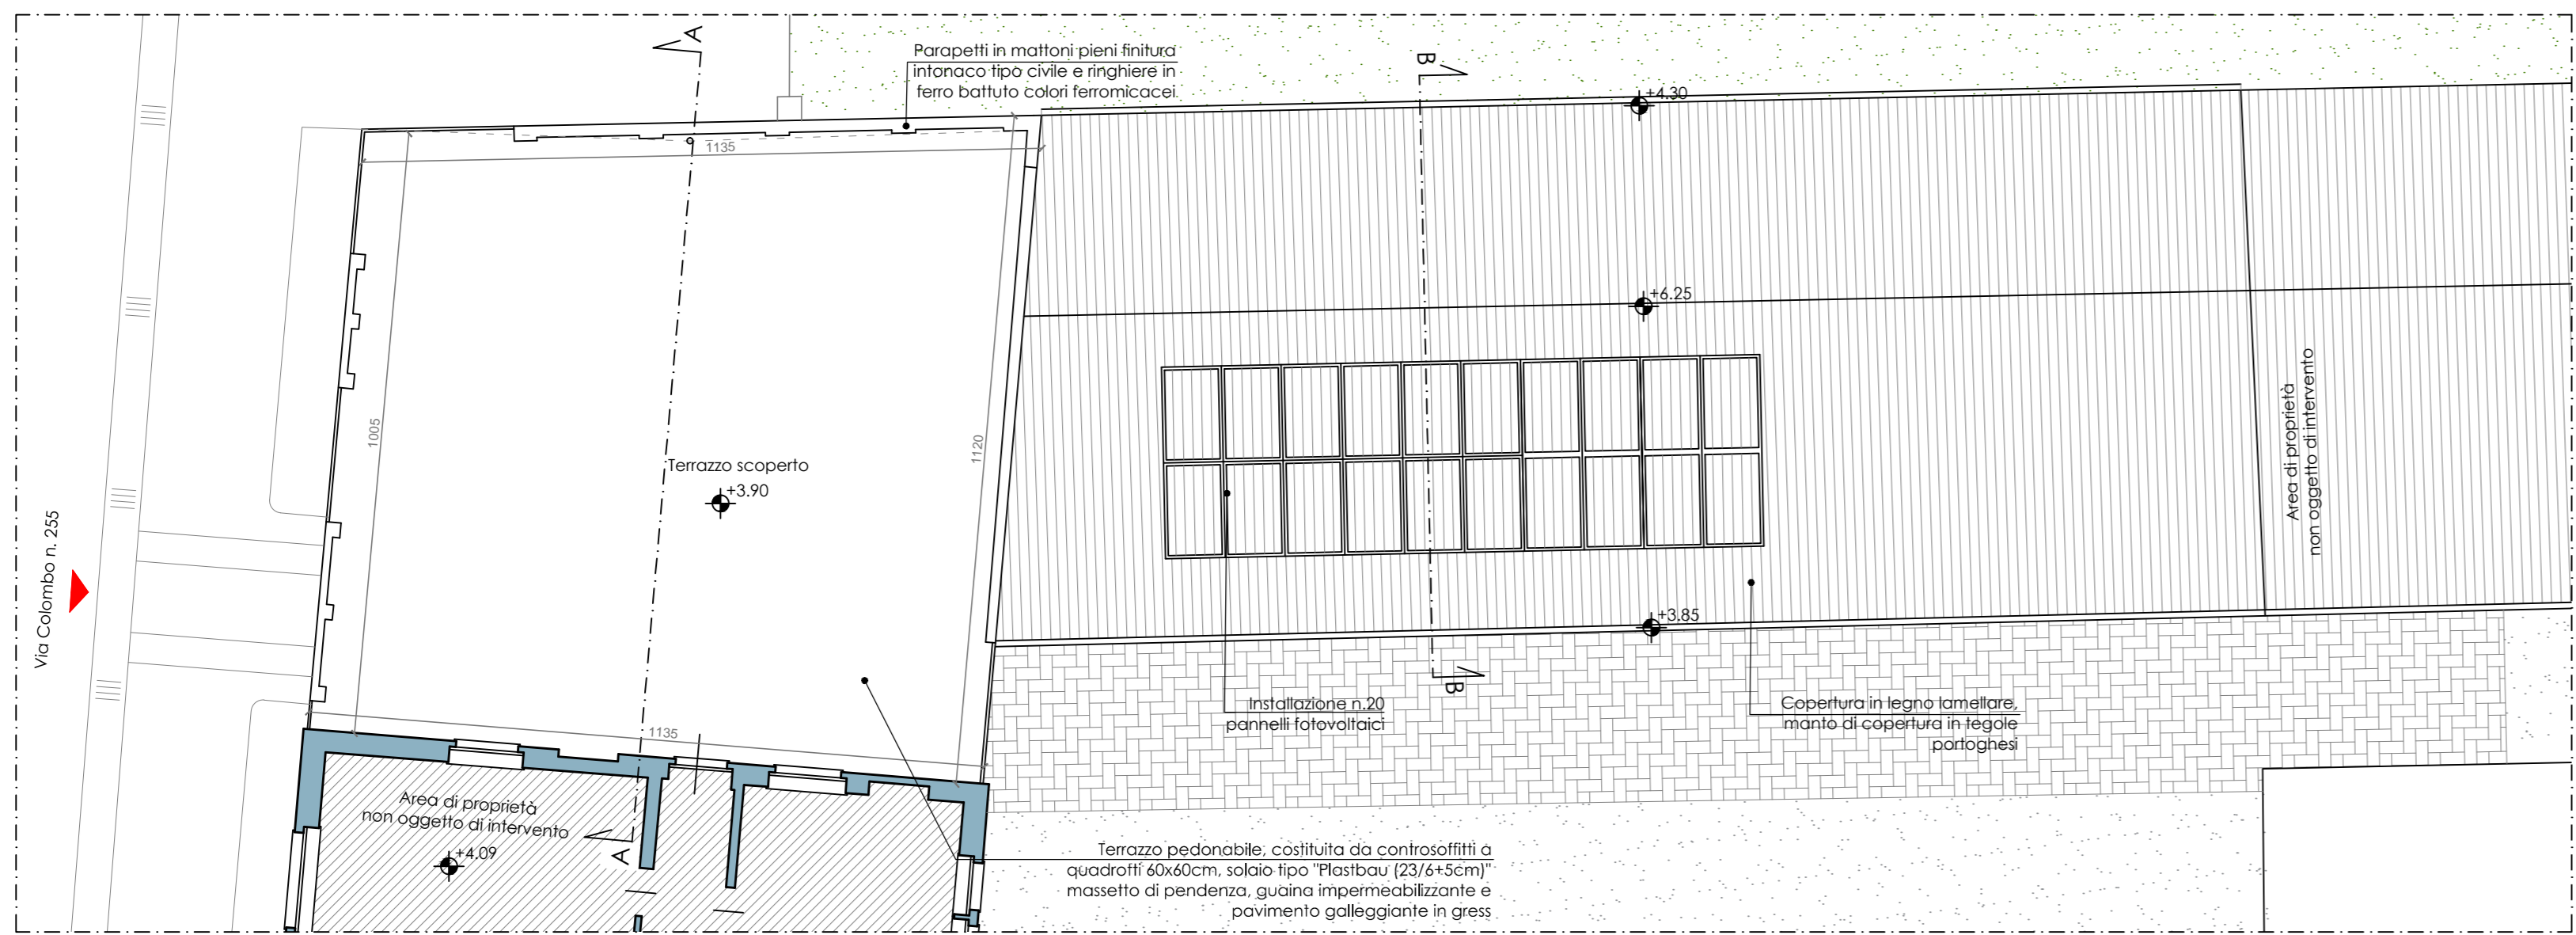 A
Parapetti in mattoni pieni finitura
intonaco tipo civile e ringhiere in
ferro battuto colori ferromicacei
B
+4.30
1135
+6.25
1005
1120
Terrazzo scoperto
+3.90
Area di proprietà
non oggetto di intervento
Via Colombo n. 255
+3.85
B
Installazione n.20
pannelli fotovoltaici
Copertura in legno lamellare,
manto di copertura in tegole
portoghesi
1135
Area di proprietà
non oggetto di intervento
+4.09
A
Terrazzo pedonabile, costituita da controsoffitti a
quadrotti 60x60cm, solaio tipo "Plastbau (23/6+5cm)"
massetto di pendenza, guaina impermeabilizzante e
pavimento galleggiante in gress